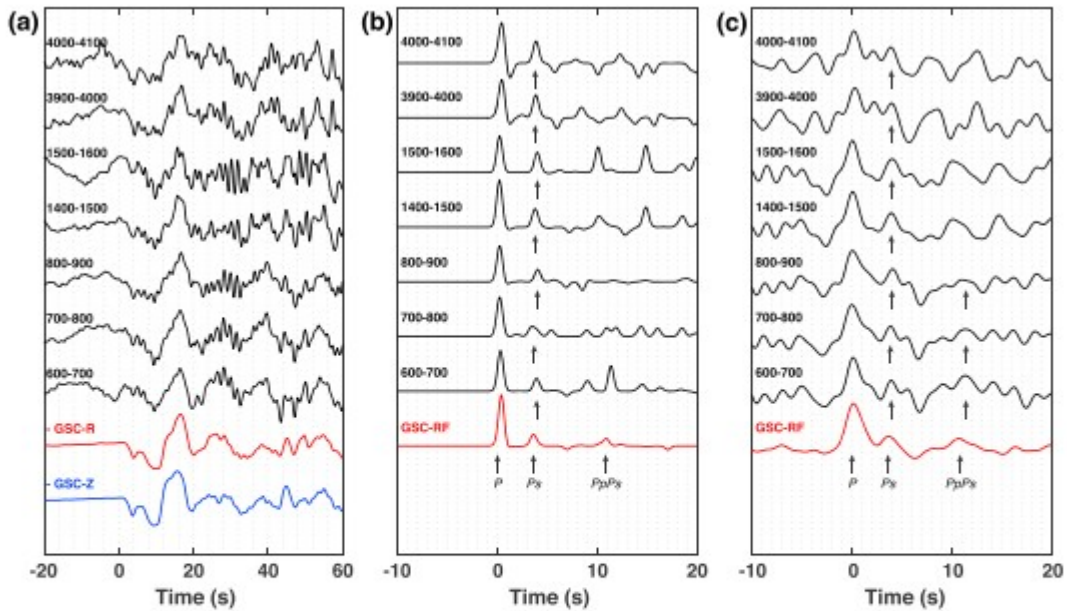 (a)
4000-4100
3900-4000
1500-1600
1400-1500
800-900
700-800
600-700
- GSC-R
- GSC-Z
-20 0 20 40 60
Time (s)
(b)
4000-4100
3900-4000
1500-1600
1400-1500
800-900
700-800
600-700
GSC-RF
P Ps PpPs
-10 0 10 20
Time (s)
(c)
4000-4100
3900-4000
1500-1600
1400-1500
800-900
700-800
600-700
GSC-RF
P Ps PpPs
-10 0 10 20
Time (s)